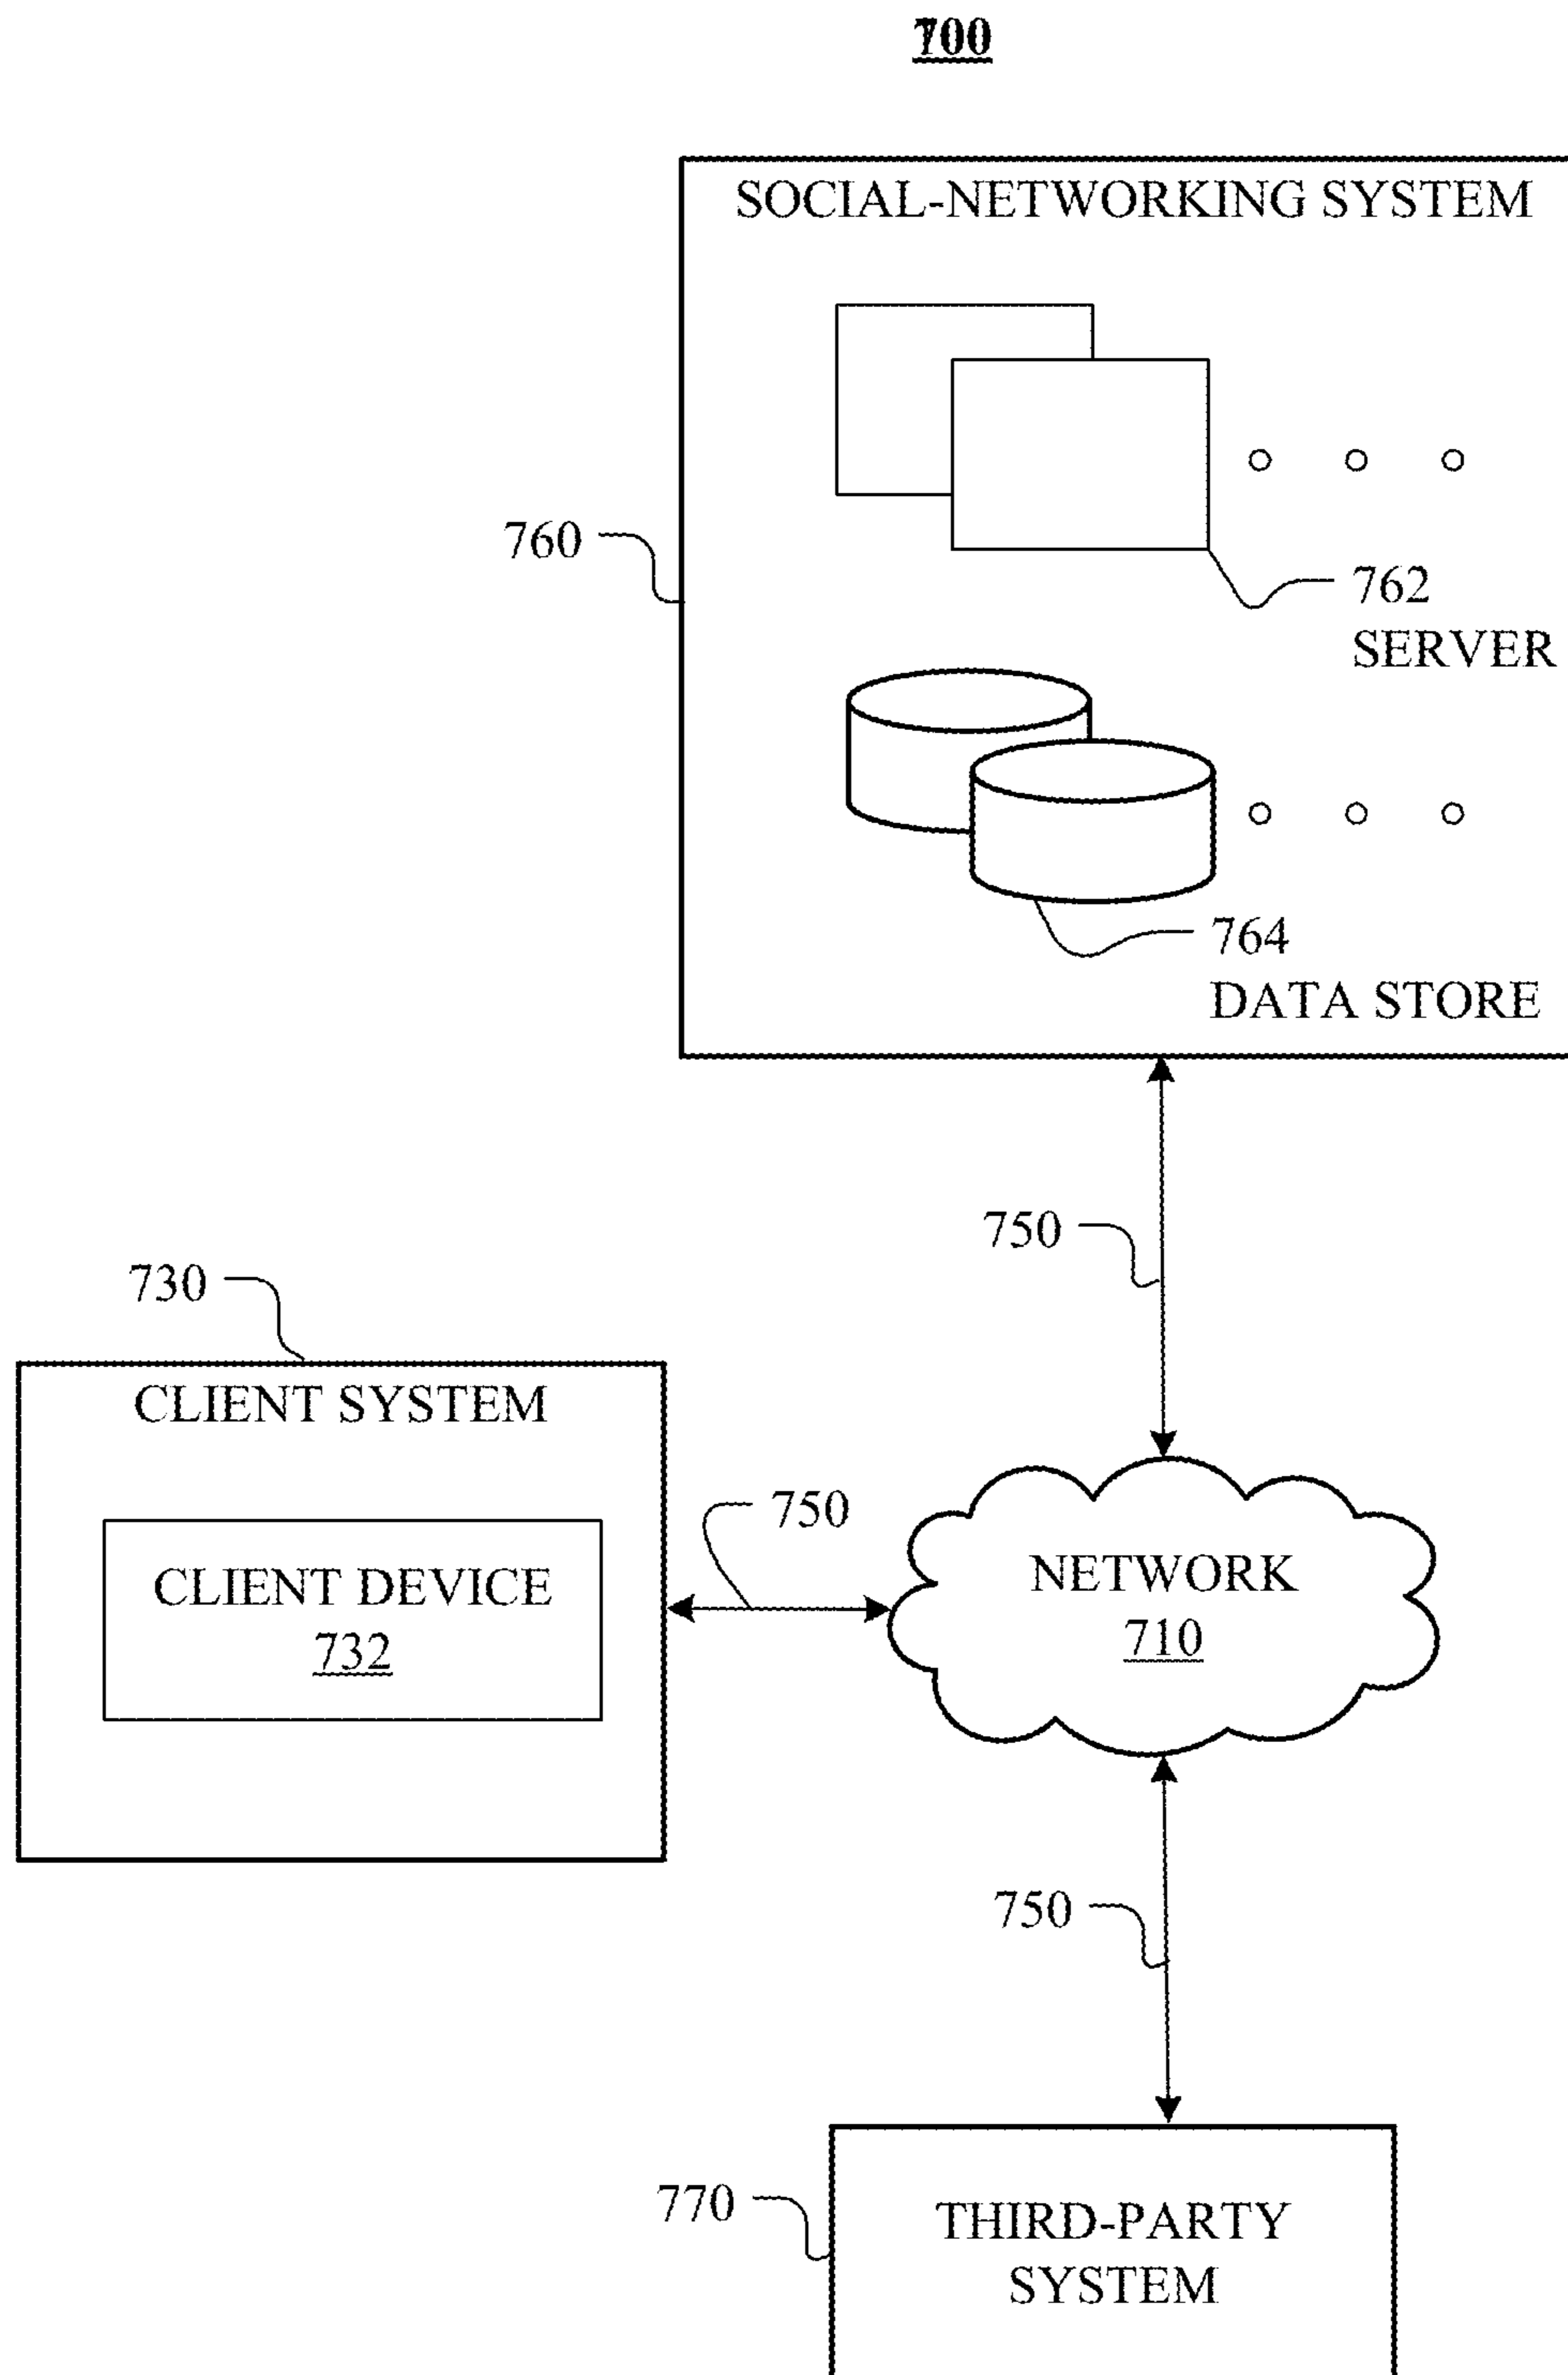 700
SOCIAL-NETWORKING SYSTEM
760
762
SERVER
764
DATA STORE
750
730
CLIENT SYSTEM
750
CLIENT DEVICE
732
NETWORK
710
750
770
THIRD-PARTY
SYSTEM